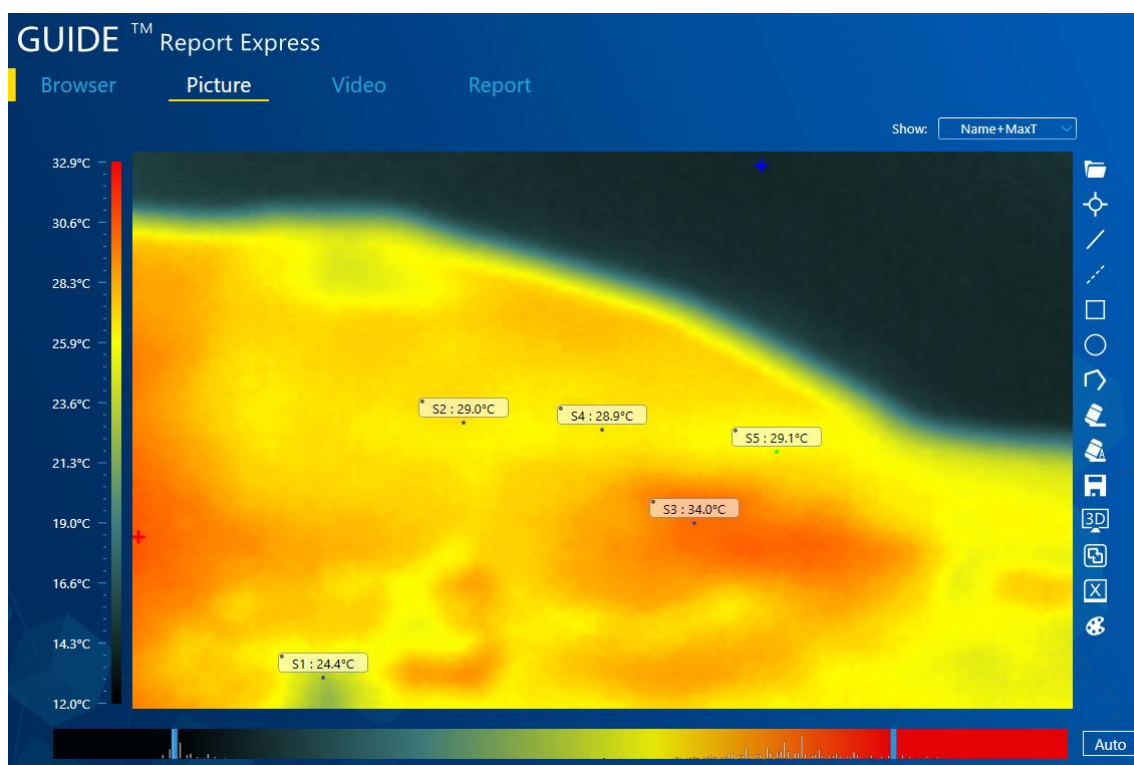 GUIDE ™ Report Express
Browser Picture Video Report
Show: Name+MaxT
32.9°C
30.6°C
28.3°C
25.9°C
23.6°C
21.3°C
19.0°C
16.6°C
14.3°C
12.0°C
S2 : 29.0°C
S4 : 28.9°C
S5 : 29.1°C
S3 : 34.0°C
S1 : 24.4°C
3D
X
Auto